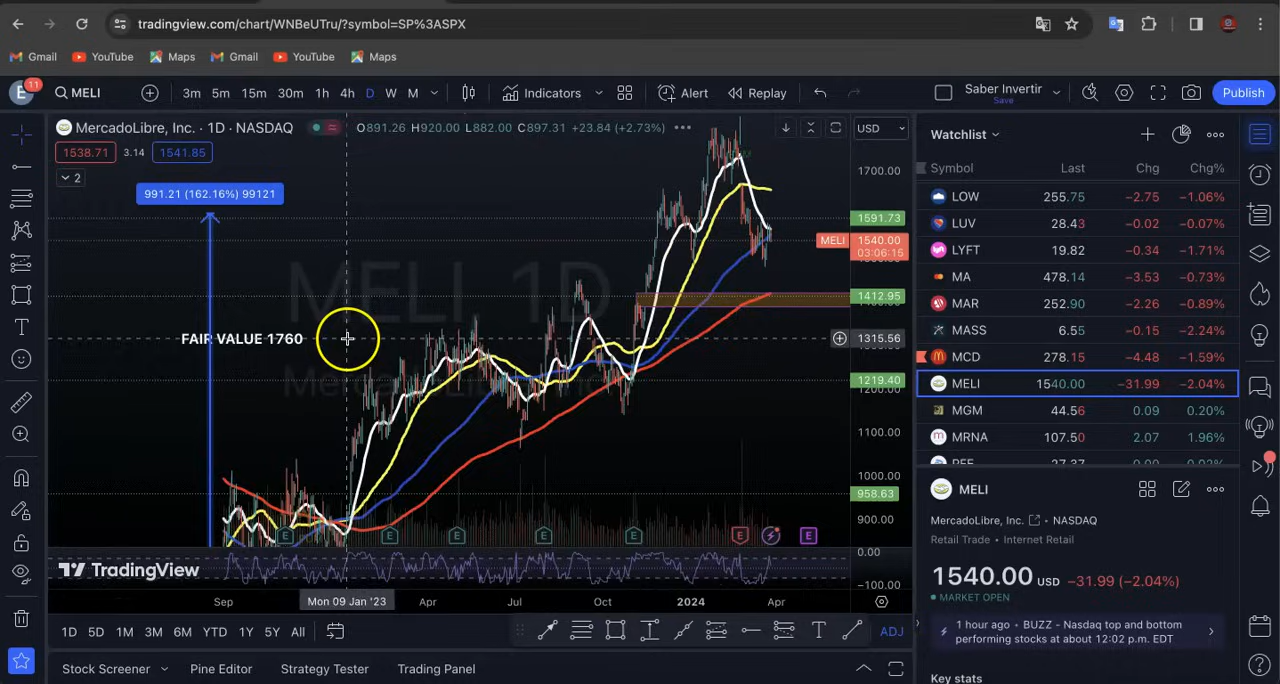 tradingview.com/chart/WNBeUTru/?symbol=SP%3ASPX
Gmail YouTube Maps Gmail YouTube Maps
E 11 MELI 3m 5m 15m 30m 1h 4h D W M Indicators Alert Replay Saber Invertir Save Publish
MercadoLibre, Inc. · 1D · NASDAQ O891.26 H920.00 L882.00 C897.31 +23.84 (+2.73%) USD
1538.71 3.14 1541.85
2
991.21 (162.16%) 99121
MELI, 1D
FAIR VALUE 1760
1700.00
1591.73
MELI 1540.00
03:06:15
1412.95
1315.56
1219.40
1100.00
1000.00
958.63
900.00
E E E E E E E
0.00
-100.00
TradingView
Sep Mon 09 Jan '23 Apr Jul Oct 2024 Apr
1D 5D 1M 3M 6M YTD 1Y 5Y All T ADJ
Stock Screener Pine Editor Strategy Tester Trading Panel
Watchlist
Symbol Last Chg Chg%
LOW 255.75 −2.75 −1.06%
LUV 28.43 −0.02 −0.07%
LYFT 19.82 −0.34 −1.71%
MA 478.14 −3.53 −0.73%
MAR 252.90 −2.26 −0.89%
MASS 6.55 −0.15 −2.24%
MCD 278.15 −4.48 −1.59%
MELI 1540.00 −31.99 −2.04%
MGM 44.56 0.09 0.20%
MRNA 107.50 2.07 1.96%
MELI
MercadoLibre, Inc. • NASDAQ
Retail Trade • Internet Retail
1540.00 USD −31.99 (−2.04%)
MARKET OPEN
1 hour ago • BUZZ - Nasdaq top and bottom
performing stocks at about 12:02 p.m. EDT
Key stats